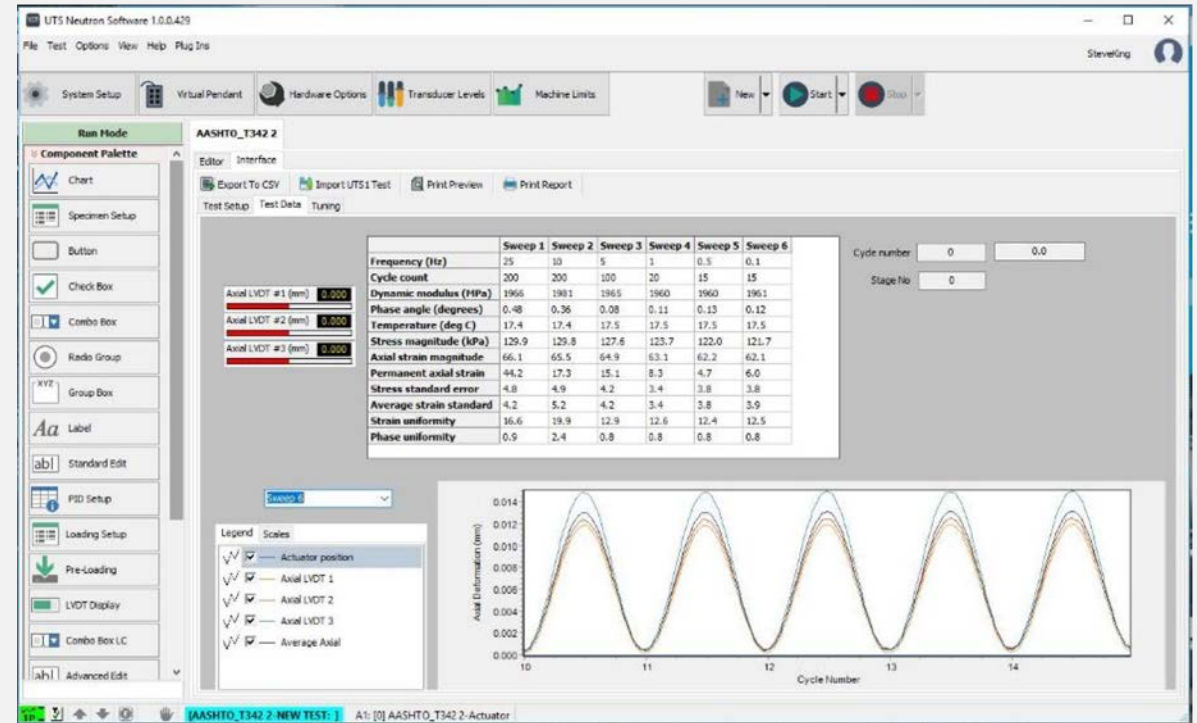 UTS Neutron Software 1.0.0.429
File Test Options View Help Plug Ins
SteveKing
System Setup Virtual Pendant Hardware Options Transducer Levels Machine Limits New Start Stop
Run Mode
AASHTO_T342 2
Component Palette
Editor Interface
Chart
Export To CSV Import UTS1 Test Print Preview Print Report
Test Setup Test Data Tuning
Specimen Setup
Button
Check Box
Combo Box
Radio Group
XYZ
Group Box
Aa Label
abl Standard Edit
PID Setup
Loading Setup
Pre-Loading
LVDT Display
Combo Box LC
abl Advanced Edit
Axial LVDT #1 (mm) 0.000
Axial LVDT #2 (mm) 0.000
Axial LVDT #3 (mm) 0.000
Sweep 1 Sweep 2 Sweep 3 Sweep 4 Sweep 5 Sweep 6
Frequency (Hz) 25 10 5 1 0.5 0.1
Cycle count 200 200 100 20 15 15
Dynamic modulus (MPa) 1966 1981 1965 1960 1960 1961
Phase angle (degrees) 0.48 0.36 0.08 0.11 0.13 0.12
Temperature (deg C) 17.4 17.4 17.5 17.5 17.5 17.5
Stress magnitude (kPa) 129.9 129.8 127.6 123.7 122.0 121.7
Axial strain magnitude 66.1 65.5 64.9 63.1 62.2 62.1
Permanent axial strain 44.2 17.3 15.1 8.3 4.7 6.0
Stress standard error 4.8 4.9 4.2 3.4 3.8 3.8
Average strain standard 4.2 5.2 4.2 3.4 3.8 3.9
Strain uniformity 16.6 19.9 12.9 12.6 12.4 12.5
Phase uniformity 0.9 2.4 0.8 0.8 0.8 0.8
Cycle number 0 0.0
Stage No 0
Sweep 6
Legend Scales
Actuator position
Axial LVDT 1
Axial LVDT 2
Axial LVDT 3
Average Axial
Axial Deformation (mm)
0.014
0.012
0.010
0.008
0.006
0.004
0.002
0.000
10 11 12 13 14
Cycle Number
[AASHTO_T342 2-NEW TEST: ] A1: [0] AASHTO_T342 2-Actuator